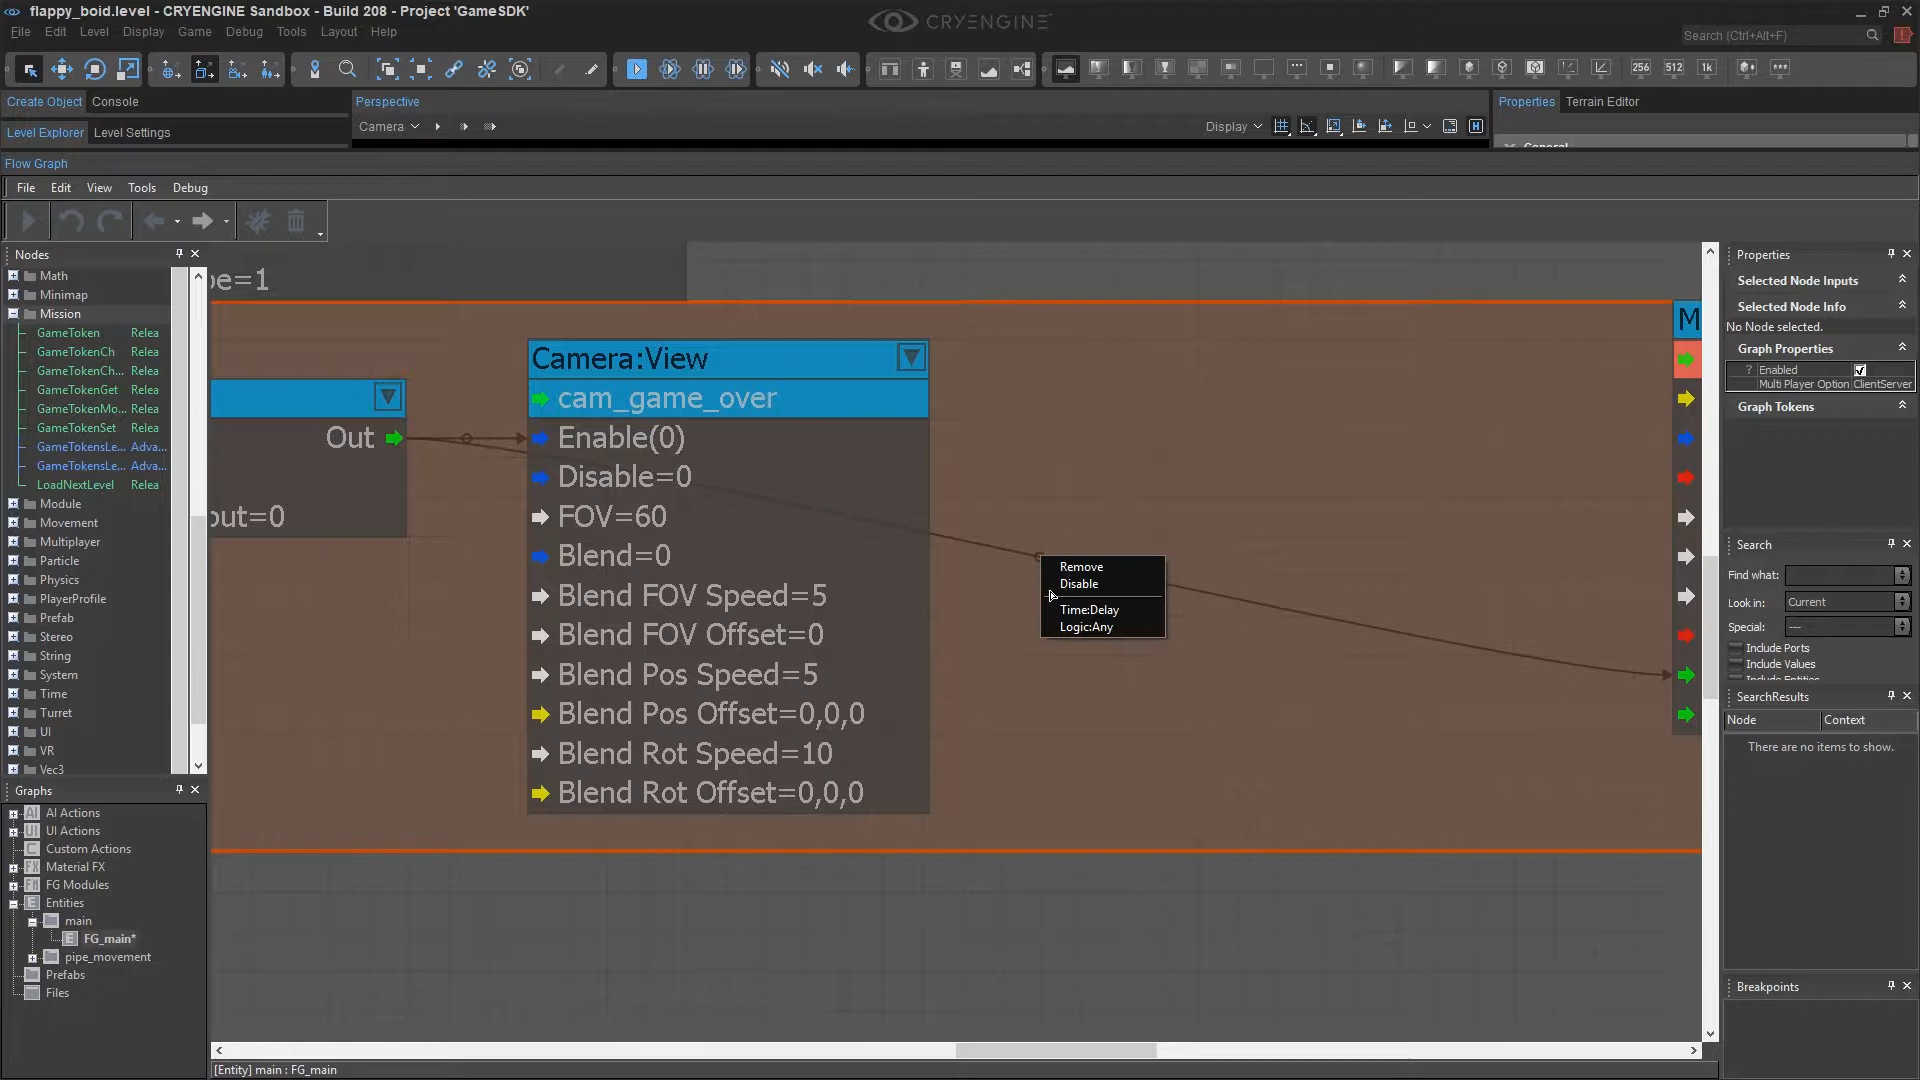 flappy_boid.level - CRYENGINE Sandbox - Build 208 - Project 'GameSDK'
CRYENGINE
File Edit Level Display Game Debug Tools Layout Help
Search (Ctrl+Alt+F)
256 512 1k
Create Object Console
Perspective
Properties Terrain Editor
Level Explorer Level Settings
Camera
Display
General
Flow Graph
File Edit View Tools Debug
Nodes
Math
Minimap
Mission
GameToken Relea
GameTokenCh Relea
GameTokenCh... Relea
GameTokenGet Relea
GameTokenMo... Relea
GameTokenSet Relea
GameTokensLe... Adva...
GameTokensLe... Adva...
LoadNextLevel Relea
Module
Movement
Multiplayer
Particle
Physics
PlayerProfile
Prefab
Stereo
String
System
Time
Turret
UI
VR
Vec3
Graphs
AI Actions
UI Actions
Custom Actions
Material FX
FG Modules
Entities
main
FG_main*
pipe_movement
Prefabs
Files
pe=1
Out
out=0
Camera:View
cam_game_over
Enable(0)
Disable=0
FOV=60
Blend=0
Blend FOV Speed=5
Blend FOV Offset=0
Blend Pos Speed=5
Blend Pos Offset=0,0,0
Blend Rot Speed=10
Blend Rot Offset=0,0,0
Remove
Disable
Time:Delay
Logic:Any
M
[Entity] main : FG_main
Properties
Selected Node Inputs
Selected Node Info
No Node selected.
Graph Properties
? Enabled
Multi Player Option ClientServer
Graph Tokens
Search
Find what:
Look in: Current
Special: ---
Include Ports
Include Values
Include Entities
SearchResults
Node Context
There are no items to show.
Breakpoints